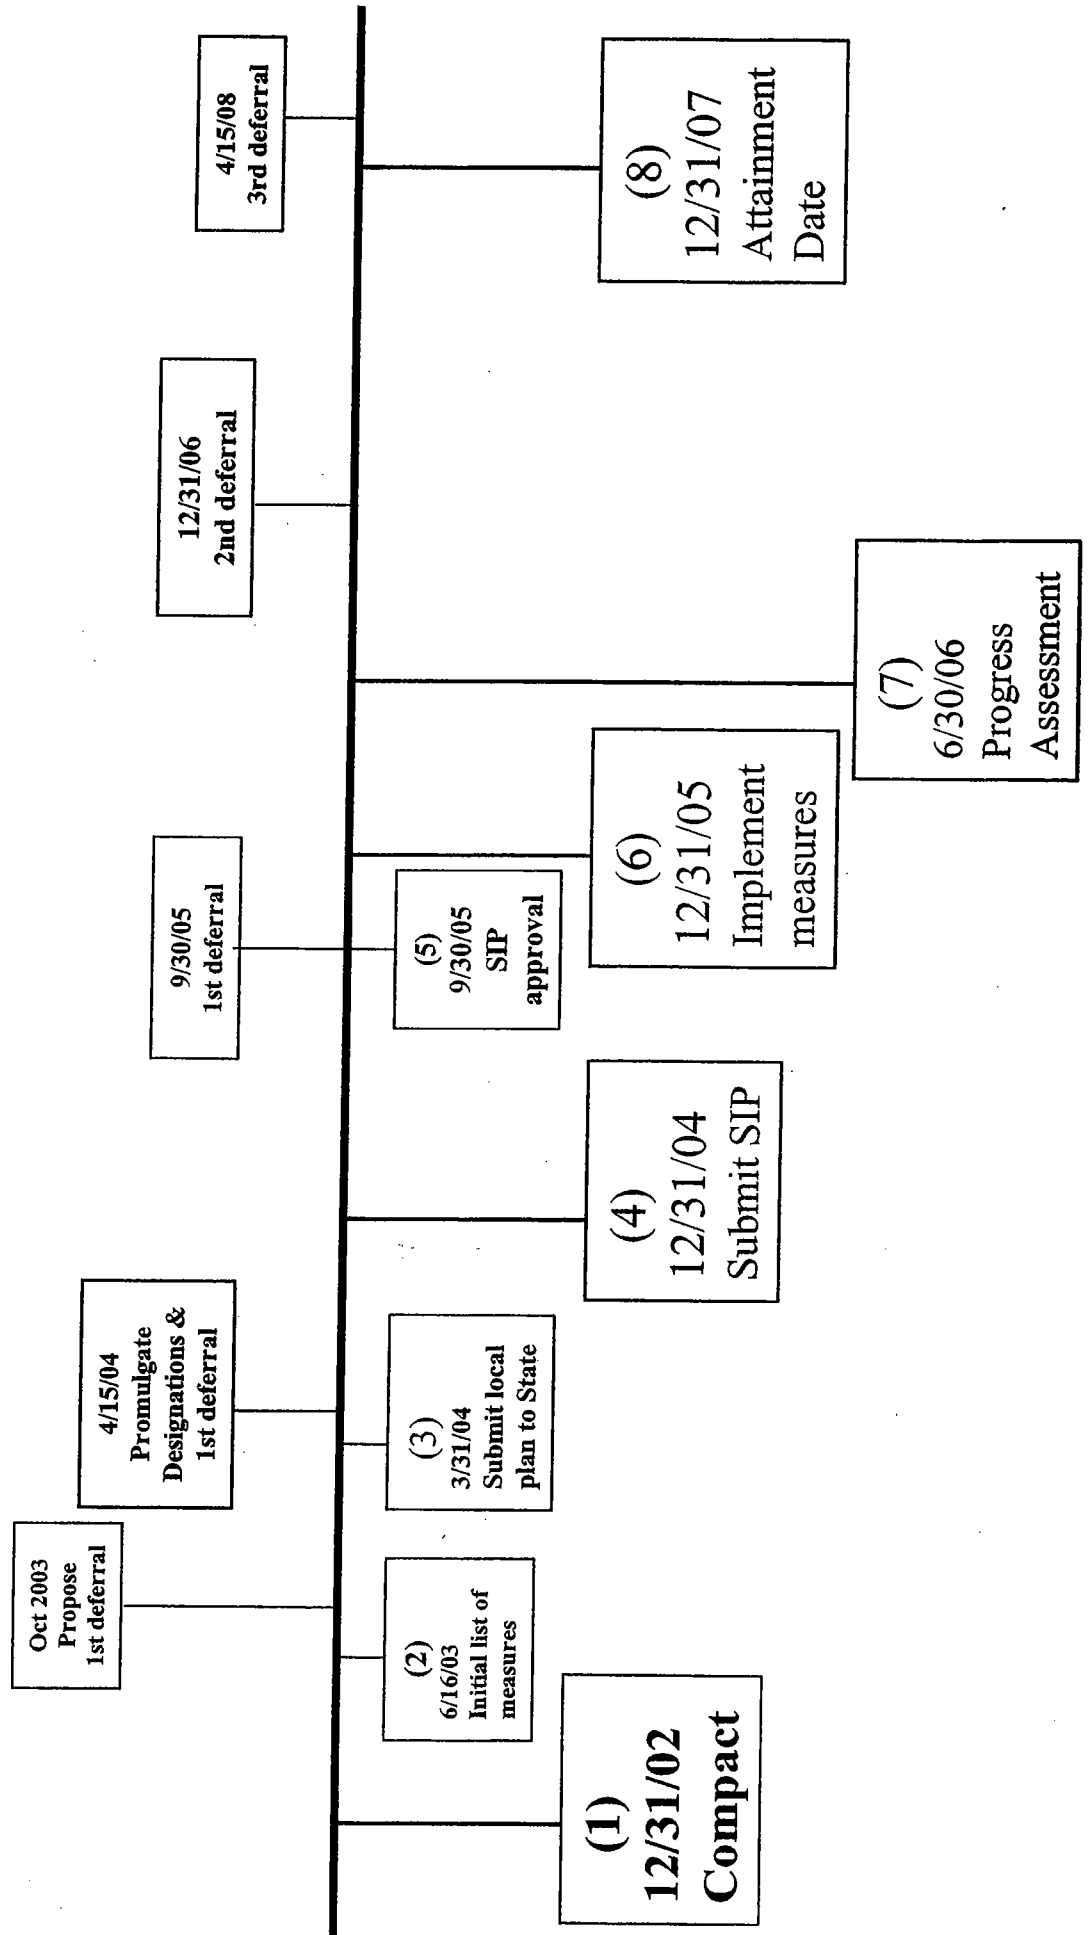 Oct 2003
Propose
1st deferral
4/15/04
Promulgate
Designations &
1st deferral
9/30/05
1st deferral
12/31/06
2nd deferral
4/15/08
3rd deferral
(1)
12/31/02
Compact
(2)
6/16/03
Initial list of
measures
(3)
3/31/04
Submit local
plan to State
(4)
12/31/04
Submit SIP
(5)
9/30/05
SIP
approval
(6)
12/31/05
Implement
measures
(7)
6/30/06
Progress
Assessment
(8)
12/31/07
Attainment
Date